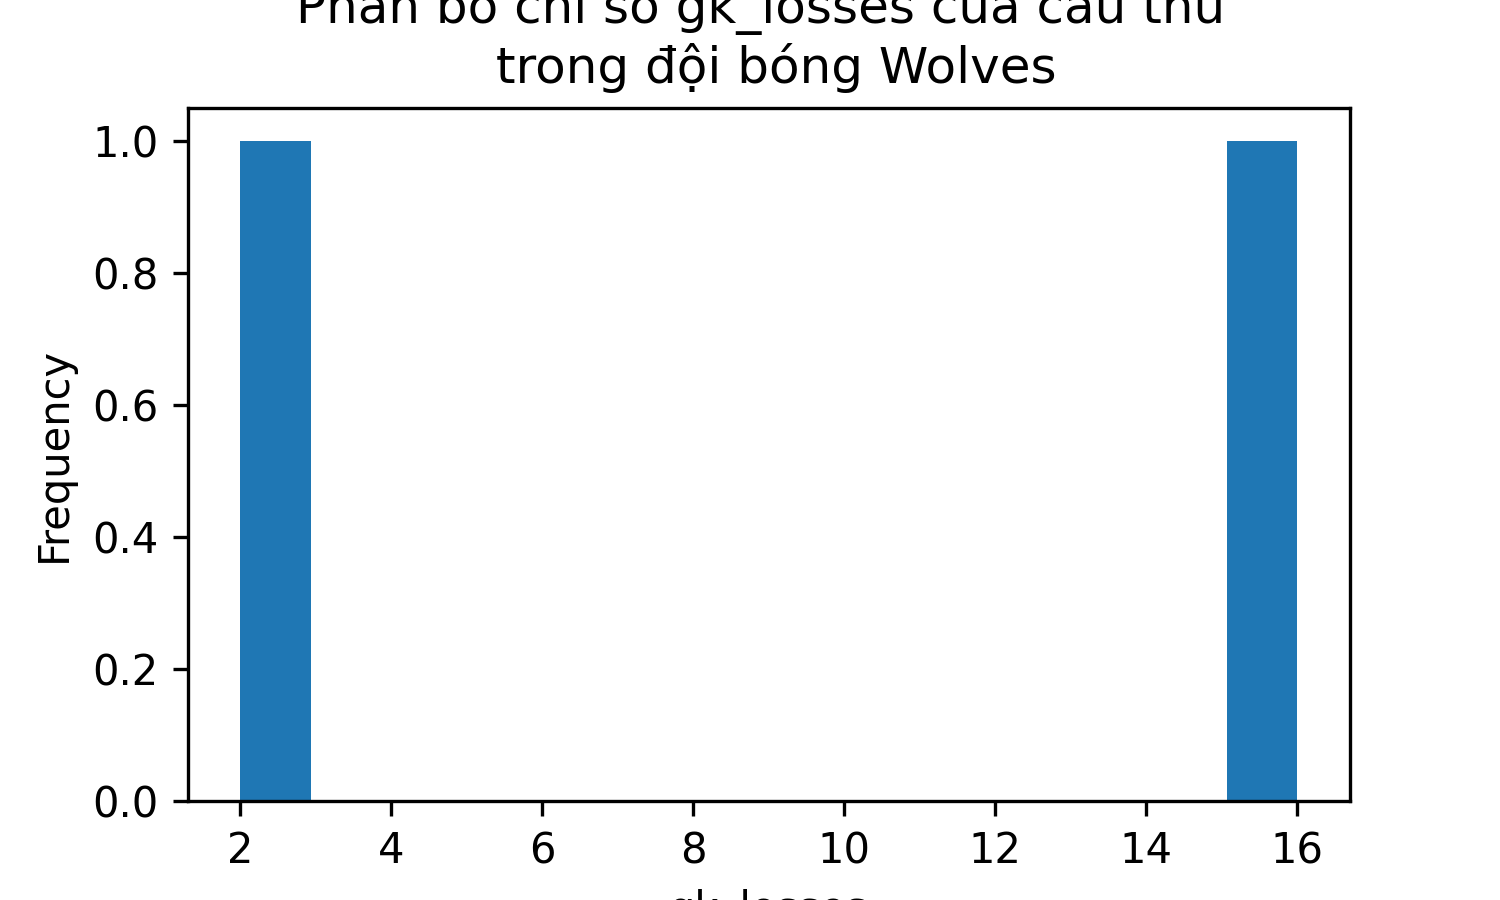 Phân bố chỉ số gk_losses của cầu thủ
trong đội bóng Wolves
1.0
0.8
0.6
0.4
0.2
0.0
Frequency
2 4 6 8 10 12 14 16
gk_losses